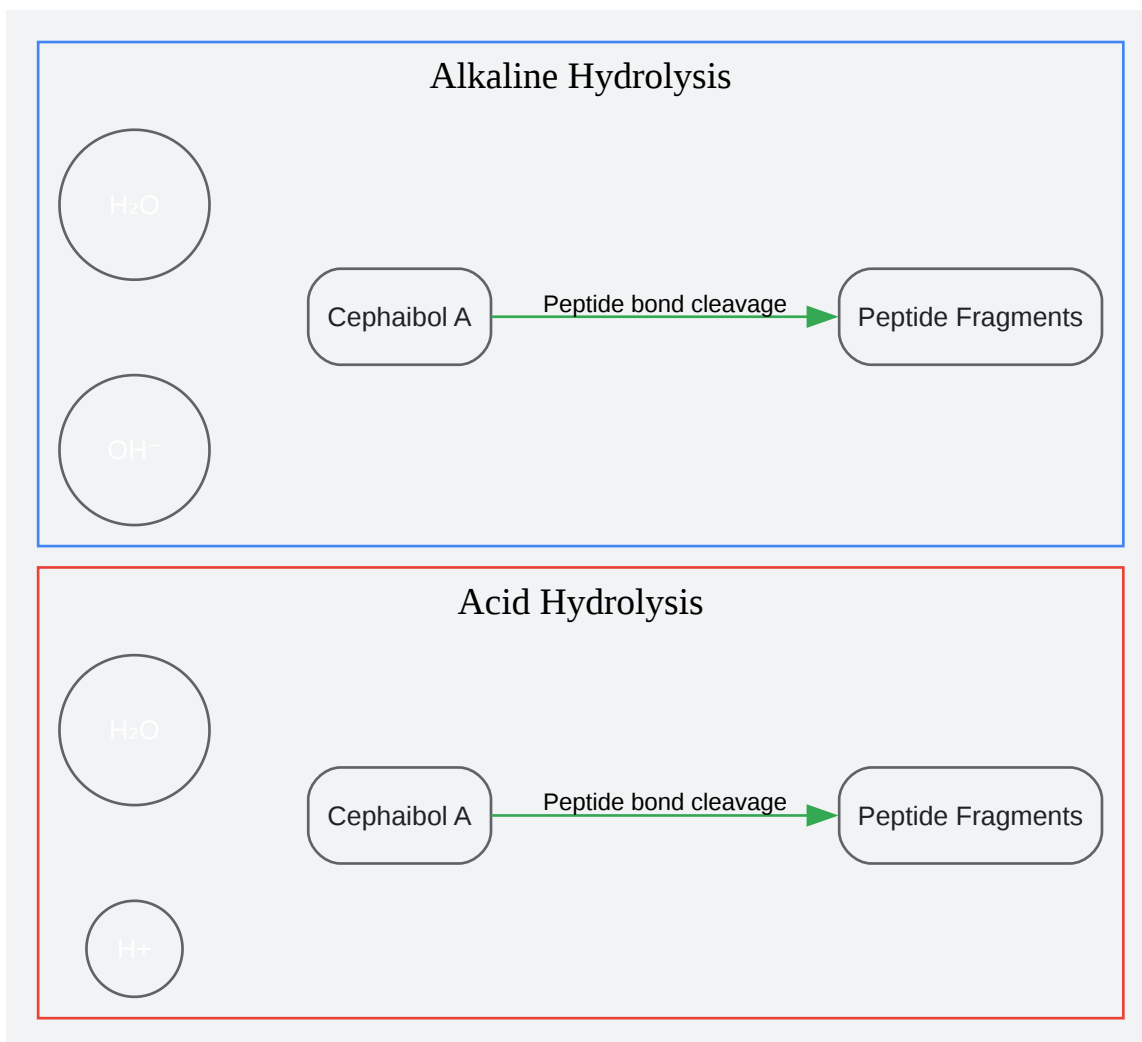 Alkaline Hydrolysis
H₂O
Peptide bond cleavage
Cephaibol A
Peptide Fragments
OH⁻
Acid Hydrolysis
H₂O
Peptide bond cleavage
Cephaibol A
Peptide Fragments
H+